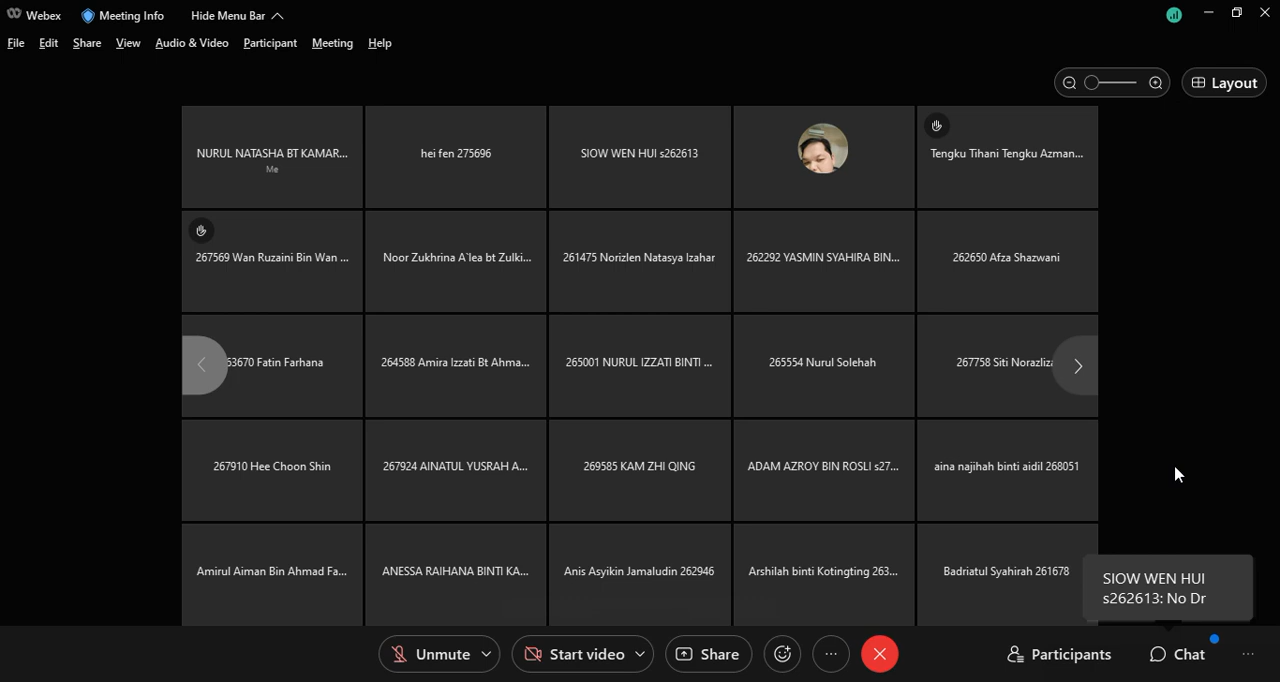 Webex Meeting Info Hide Menu Bar
File Edit Share View Audio & Video Participant Meeting Help
Layout
NURUL NATASHA BT KAMAR...
Me
hei fen 275696
SIOW WEN HUI s262613
Tengku Tihani Tengku Azman...
267569 Wan Ruzaini Bin Wan ...
Noor Zukhrina A`lea bt Zulki...
261475 Norizlen Natasya Izahar
262292 YASMIN SYAHIRA BIN...
262650 Afza Shazwani
63670 Fatin Farhana
264588 Amira Izzati Bt Ahma...
265001 NURUL IZZATI BINTI ...
265554 Nurul Solehah
267758 Siti Norazliza
267910 Hee Choon Shin
267924 AINATUL YUSRAH A...
269585 KAM ZHI QING
ADAM AZROY BIN ROSLI s27...
aina najihah binti aidil 268051
Amirul Aiman Bin Ahmad Fa...
ANESSA RAIHANA BINTI KA...
Anis Asyikin Jamaludin 262946
Arshilah binti Kotingting 263...
Badriatul Syahirah 261678
SIOW WEN HUI
s262613: No Dr
Unmute Start video Share Participants Chat